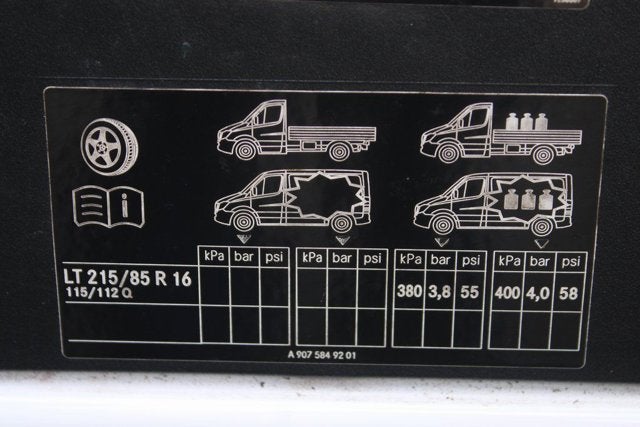 kPa bar psi kPa bar psi kPa bar psi kPa bar psi
LT 215/85 R 16
115/112 Q
380 3,8 55 400 4,0 58
A 907 584 92 01